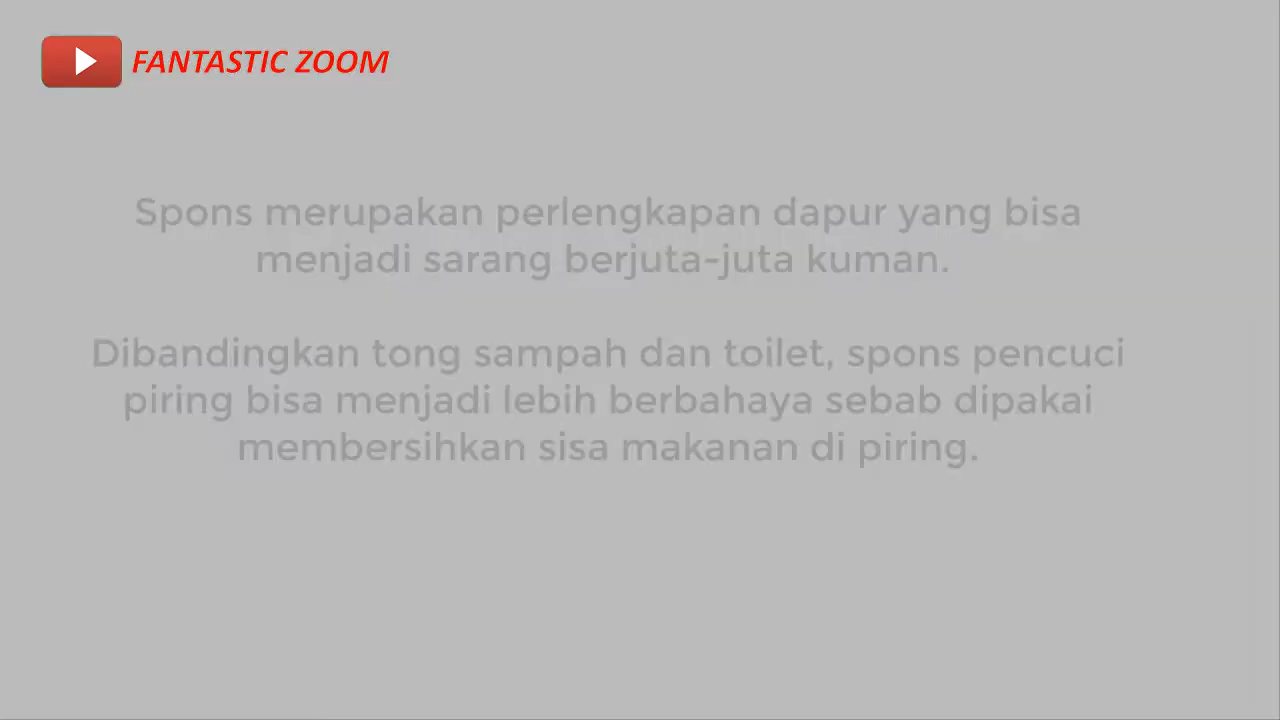 FANTASTIC ZOOM
Spons merupakan perlengkapan dapur yang bisa
menjadi sarang berjuta-juta kuman.
Dibandingkan tong sampah dan toilet, spons pencuci
piring bisa menjadi lebih berbahaya sebab dipakai
membersihkan sisa makanan di piring.